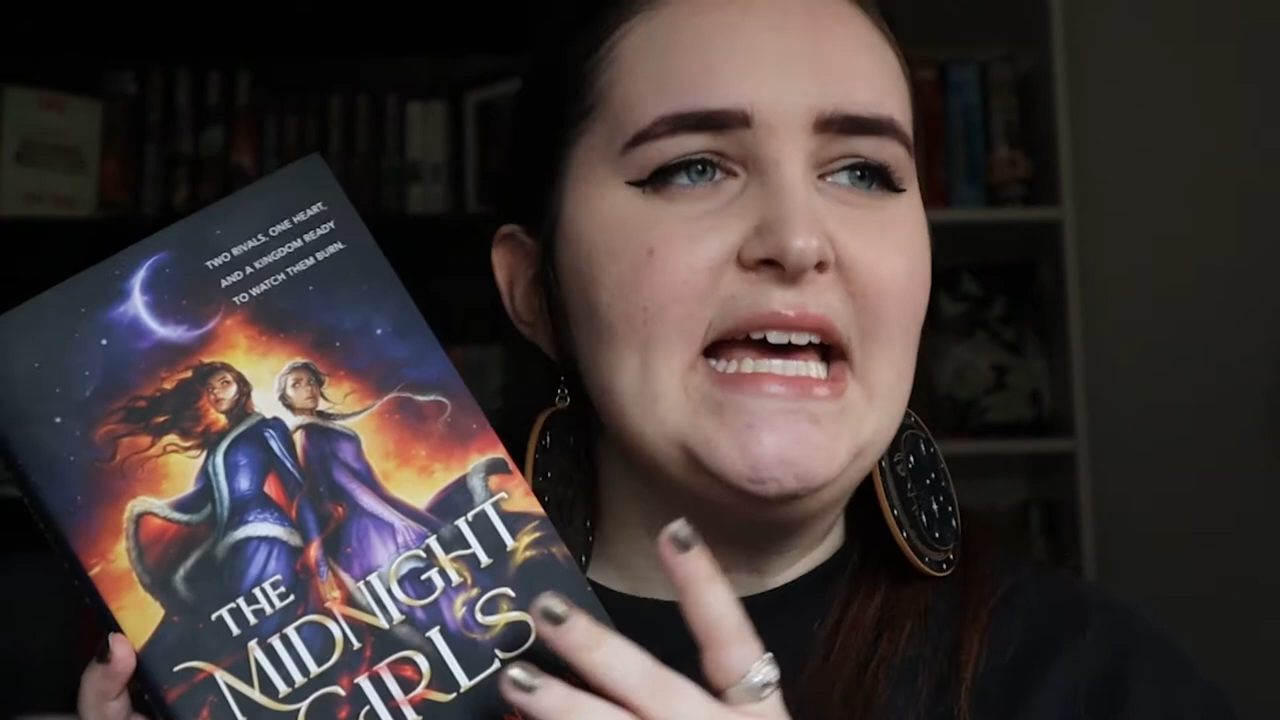 TWO RIVALS, ONE HEART,
AND A KINGDOM READY
TO WATCH THEM BURN.
THE
MIDNIGHT
GIRLS